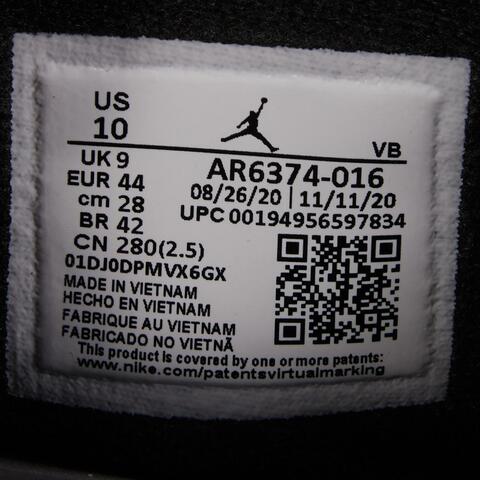 US
10
VB
UK 9
EUR 44
cm 28
BR 42
CN 280(2.5)
AR6374-016
08/26/20 | 11/11/20
UPC 00194956597834
01DJ0DPMVX6GX
MADE IN VIETNAM
HECHO EN VIETNAM
FABRIQUE AU VIETNAM
FABRICADO NO VIETNÃ
This product is covered by one or more patents:
www.nike.com/patentsvirtualmarking